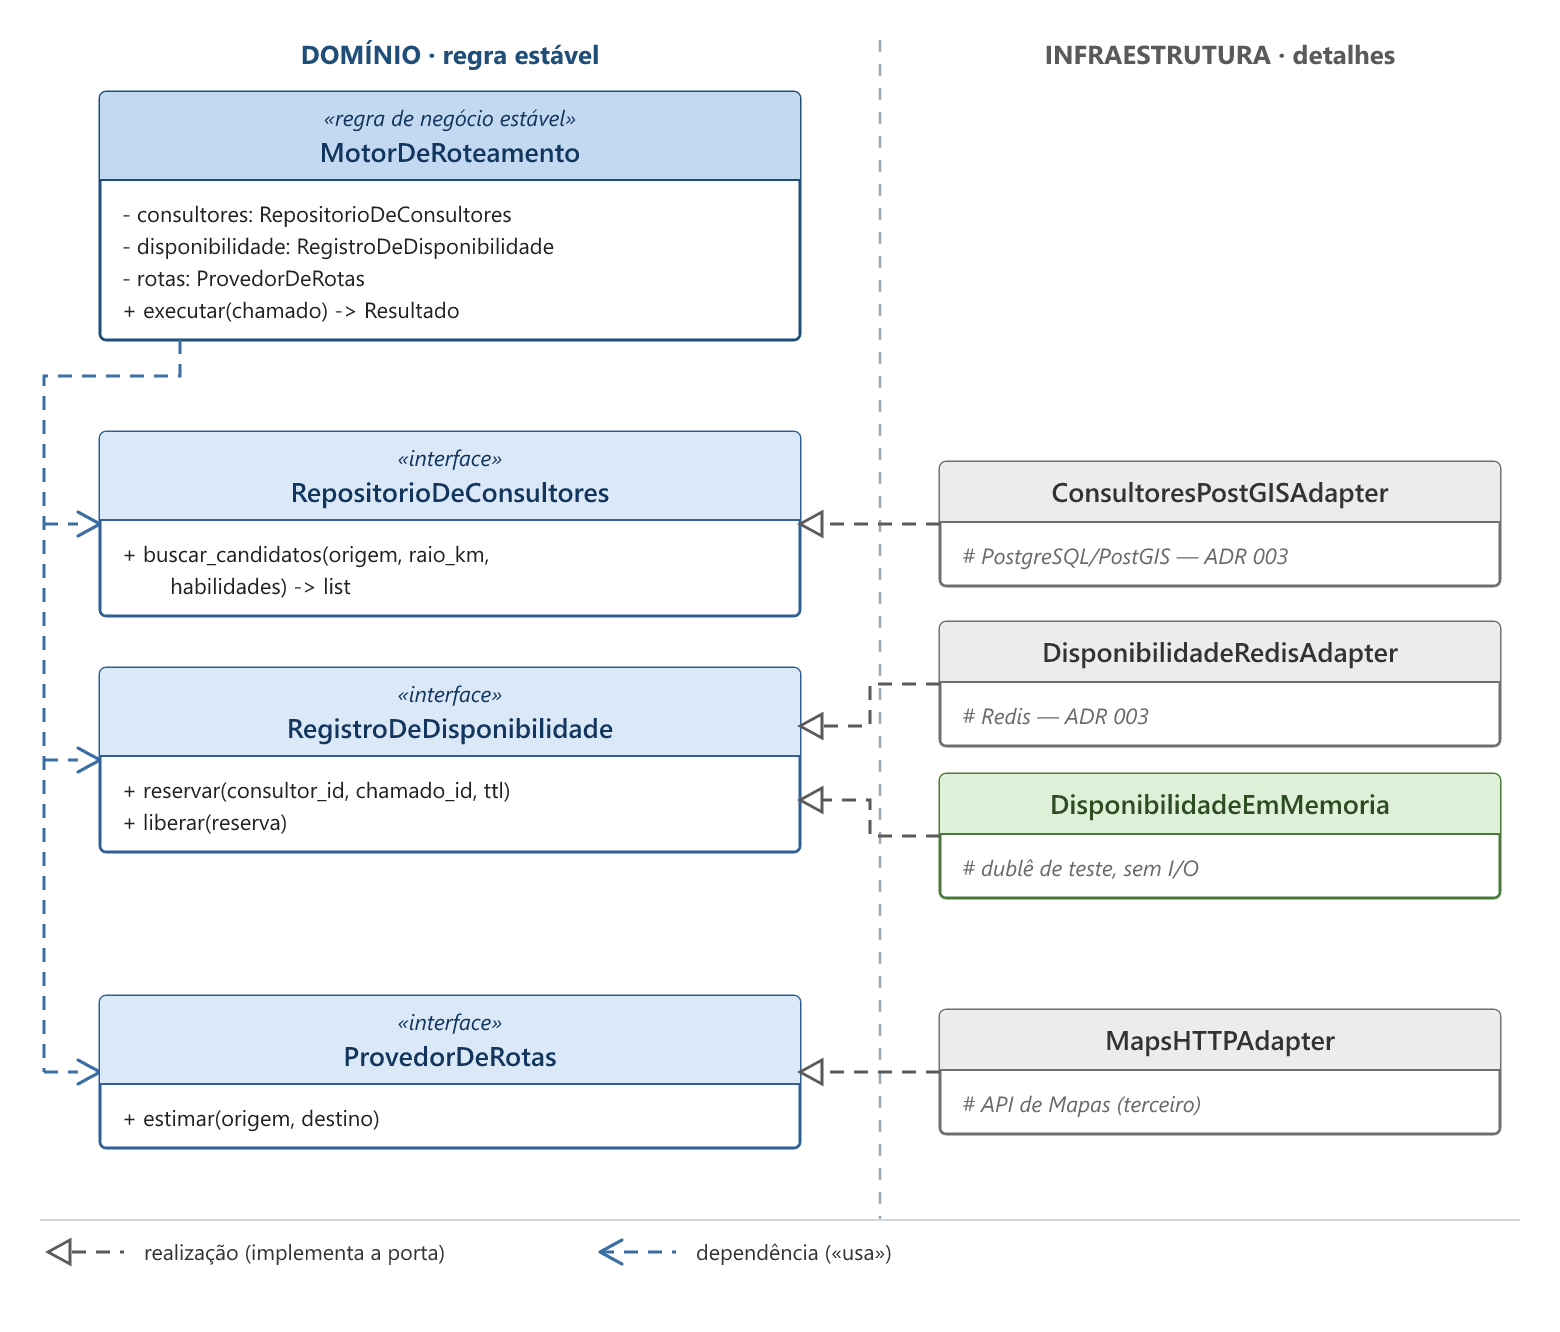 DOMÍNIO · regra estável
«regra de negócio estável»
MotorDeRoteamento
- consultores: RepositorioDeConsultores
- disponibilidade: RegistroDeDisponibilidade
- rotas: ProvedorDeRotas
+ executar(chamado) -> Resultado
«interface»
RepositorioDeConsultores
+ buscar_candidatos(origem, raio_km,
habilidades) -> list
«interface»
RegistroDeDisponibilidade
+ reservar(consultor_id, chamado_id, ttl)
+ liberar(reserva)
«interface»
ProvedorDeRotas
+ estimar(origem, destino)
INFRAESTRUTURA · detalhes
ConsultoresPostGISAdapter
# PostgreSQL/PostGIS — ADR 003
DisponibilidadeRedisAdapter
# Redis — ADR 003
DisponibilidadeEmMemoria
# dublê de teste, sem I/O
MapsHTTPAdapter
# API de Mapas (terceiro)
realização (implementa a porta)
dependência («usa»)